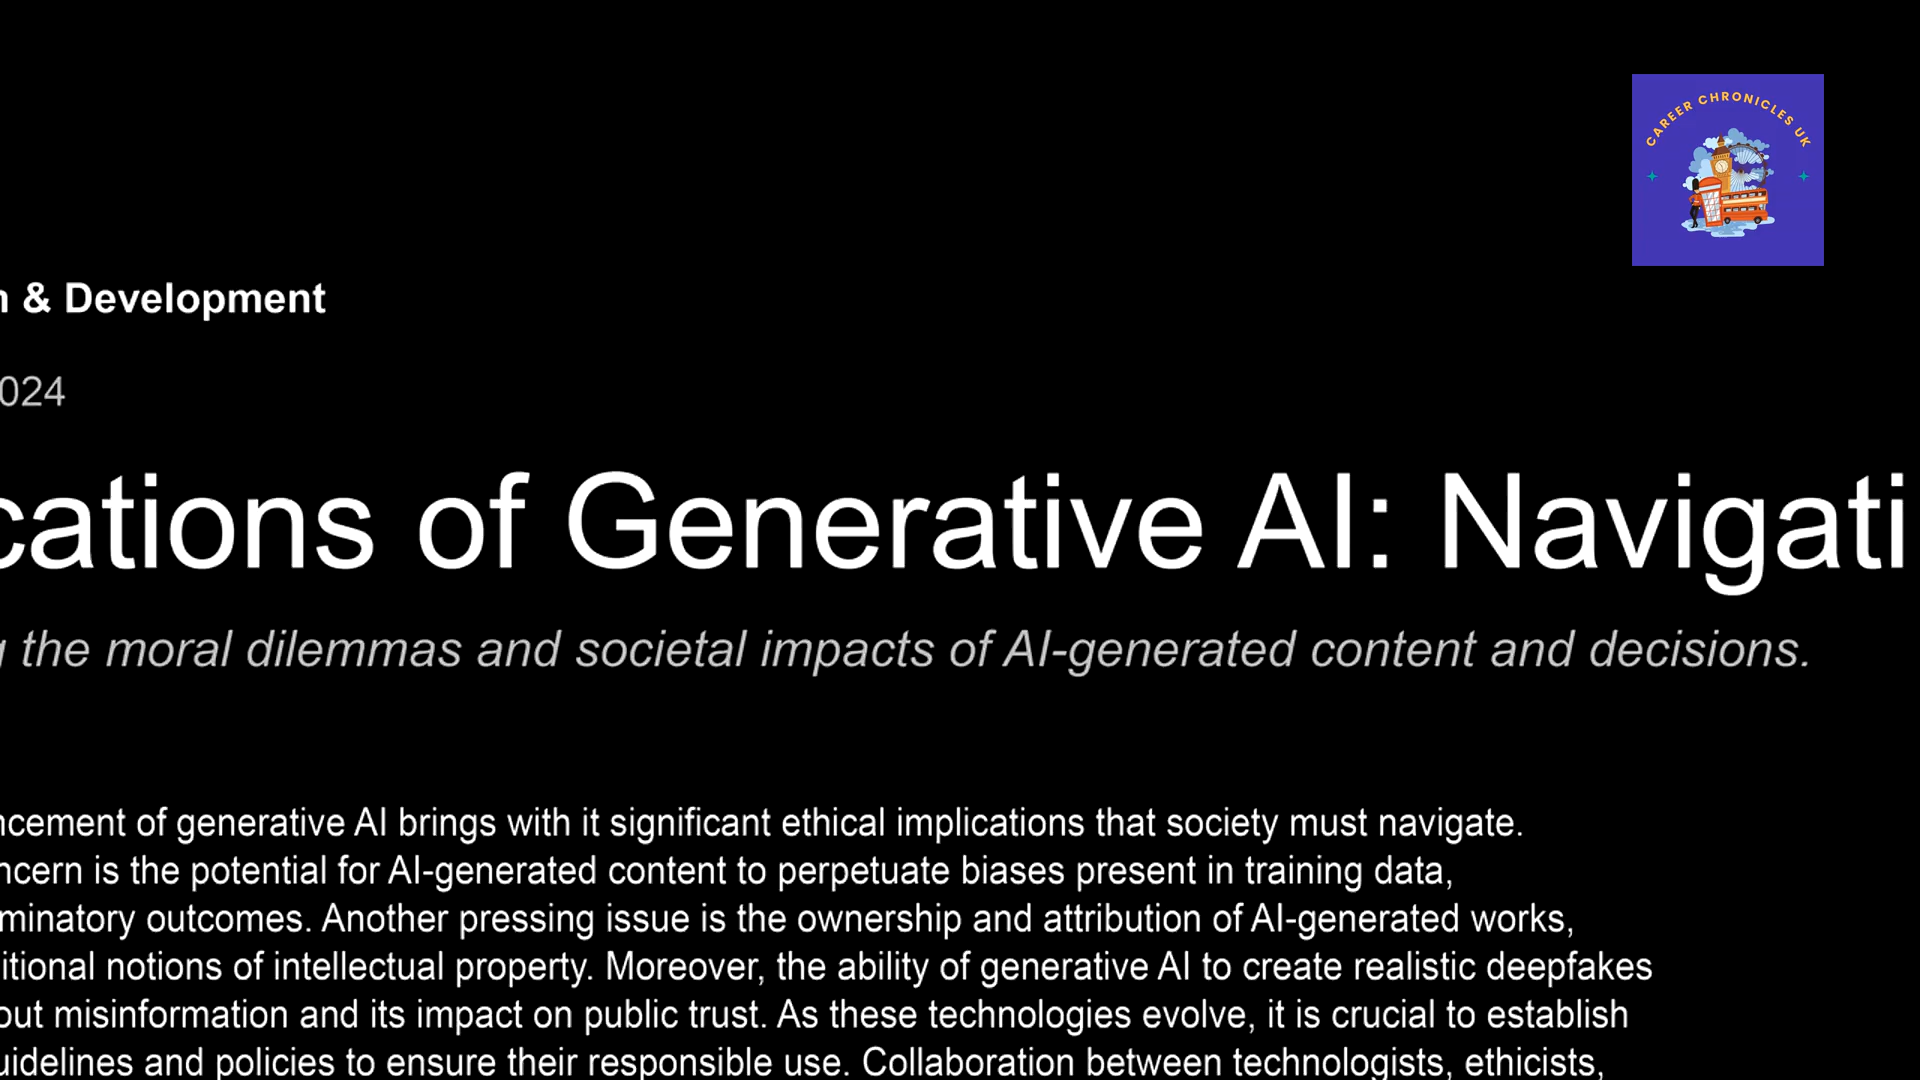 CAREER CHRONICLES UK
& Development
024
cations of Generative AI: Navigati
the moral dilemmas and societal impacts of AI-generated content and decisions.
ncement of generative AI brings with it significant ethical implications that society must navigate.
ncern is the potential for AI-generated content to perpetuate biases present in training data,
minatory outcomes. Another pressing issue is the ownership and attribution of AI-generated works,
itional notions of intellectual property. Moreover, the ability of generative AI to create realistic deepfakes
out misinformation and its impact on public trust. As these technologies evolve, it is crucial to establish
uidelines and policies to ensure their responsible use. Collaboration between technologists, ethicists,